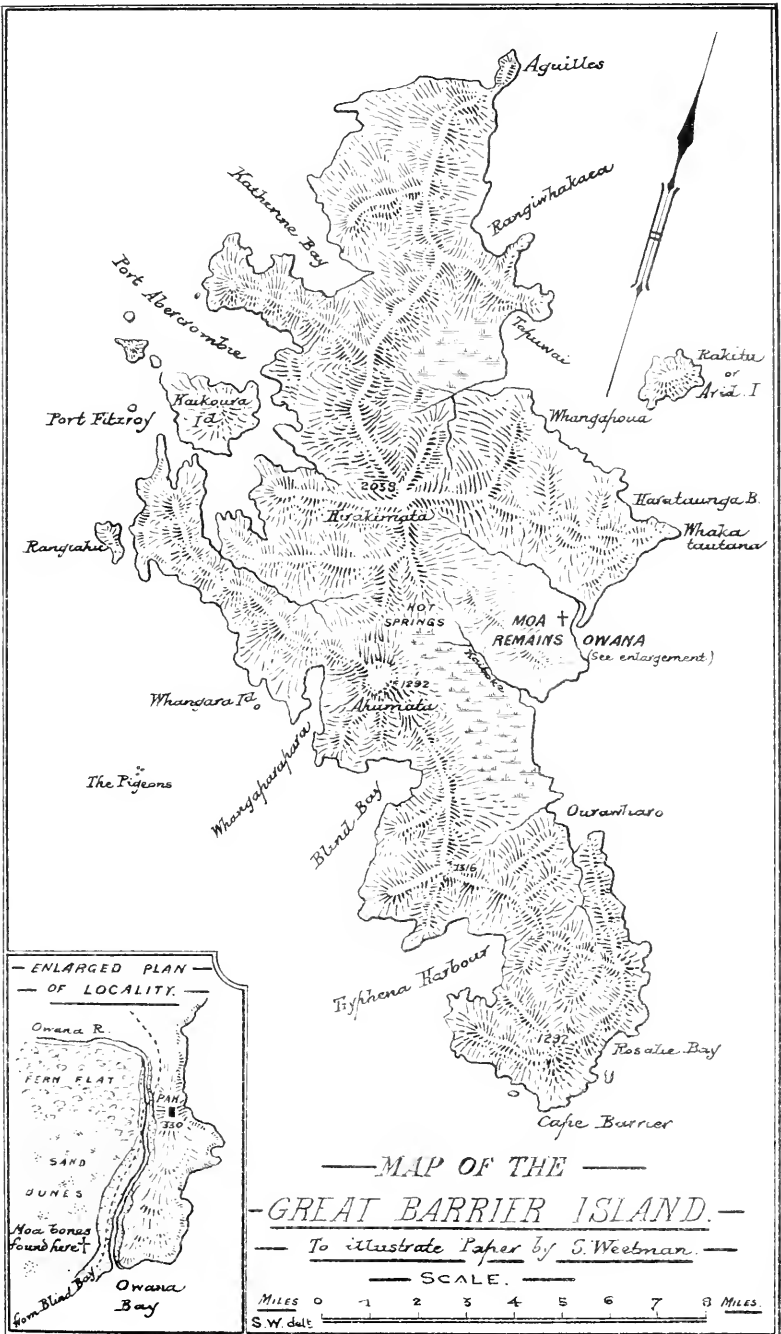 Aguilles
Katherine Bay
Rangiwhakaea
Port Abercrombie
Tapuwai
Rakitu
or
Arid. I
Kaikoura
Id
Port Fitzroy
Whangapoua
2038
Hirakimata
Harataunga B.
Whaka
tautana
Rangiahu
HOT
SPRINGS
MOA †
REMAINS
OWANA
(See enlargement)
Kaitoke
1292
Ahumata
Whangara Id.
Whangaparapara
The Pigeons
Blind Bay
Ourawharo
1316
Tryphena Harbour
1292
Rosalie Bay
Cape Barrier
— ENLARGED PLAN —
— OF LOCALITY. —
Owana R.
FERN FLAT
PAH.
330
SAND
DUNES
Moa bones
found here †
from Blind Bay
Owana
Bay
— MAP OF THE —
— GREAT BARRIER ISLAND. —
— To illustrate Paper by S. Weetman. —
— SCALE. —
MILES 0 1 2 3 4 5 6 7 8 MILES.
S.W. delt